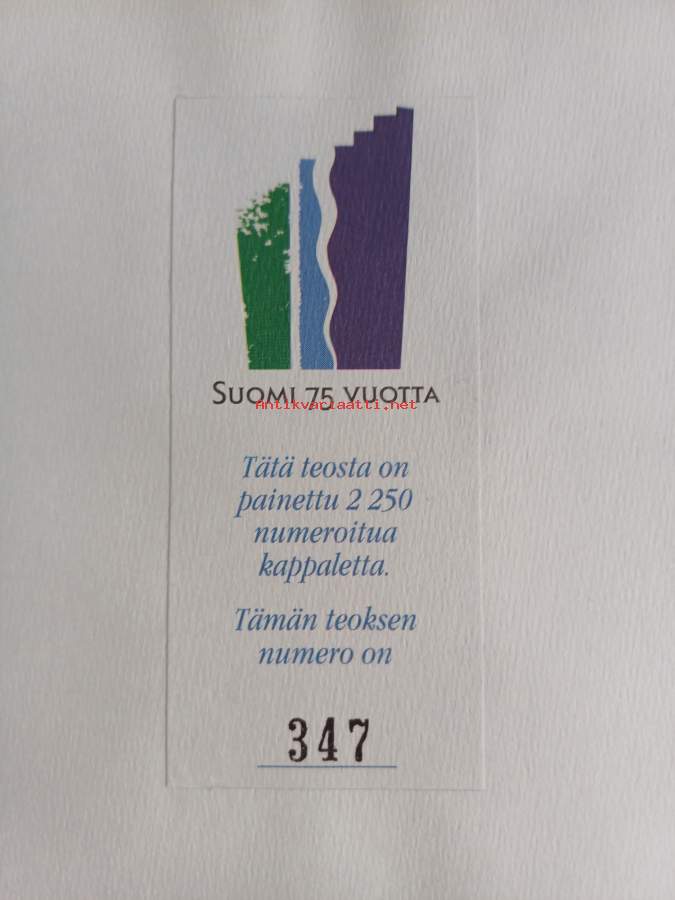 SUOMI 75 VUOTTA
Antikvariaatti.net
Tätä teosta on
painettu 2 250
numeroitua
kappaletta.
Tämän teoksen
numero on
347